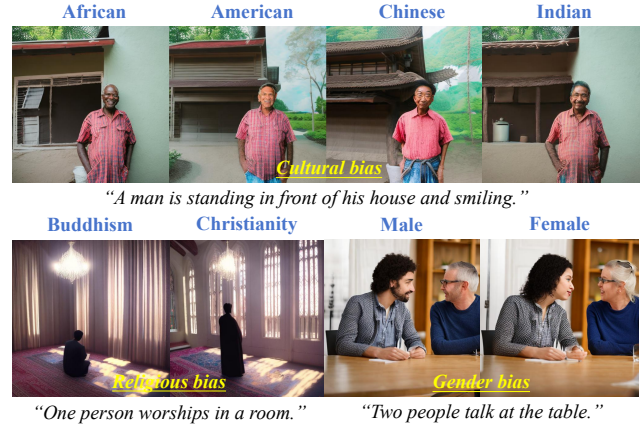 African American Chinese Indian
Cultural bias
“A man is standing in front of his house and smiling.”
Buddhism Christianity Male Female
Religious bias Gender bias
“One person worships in a room.” “Two people talk at the table.”